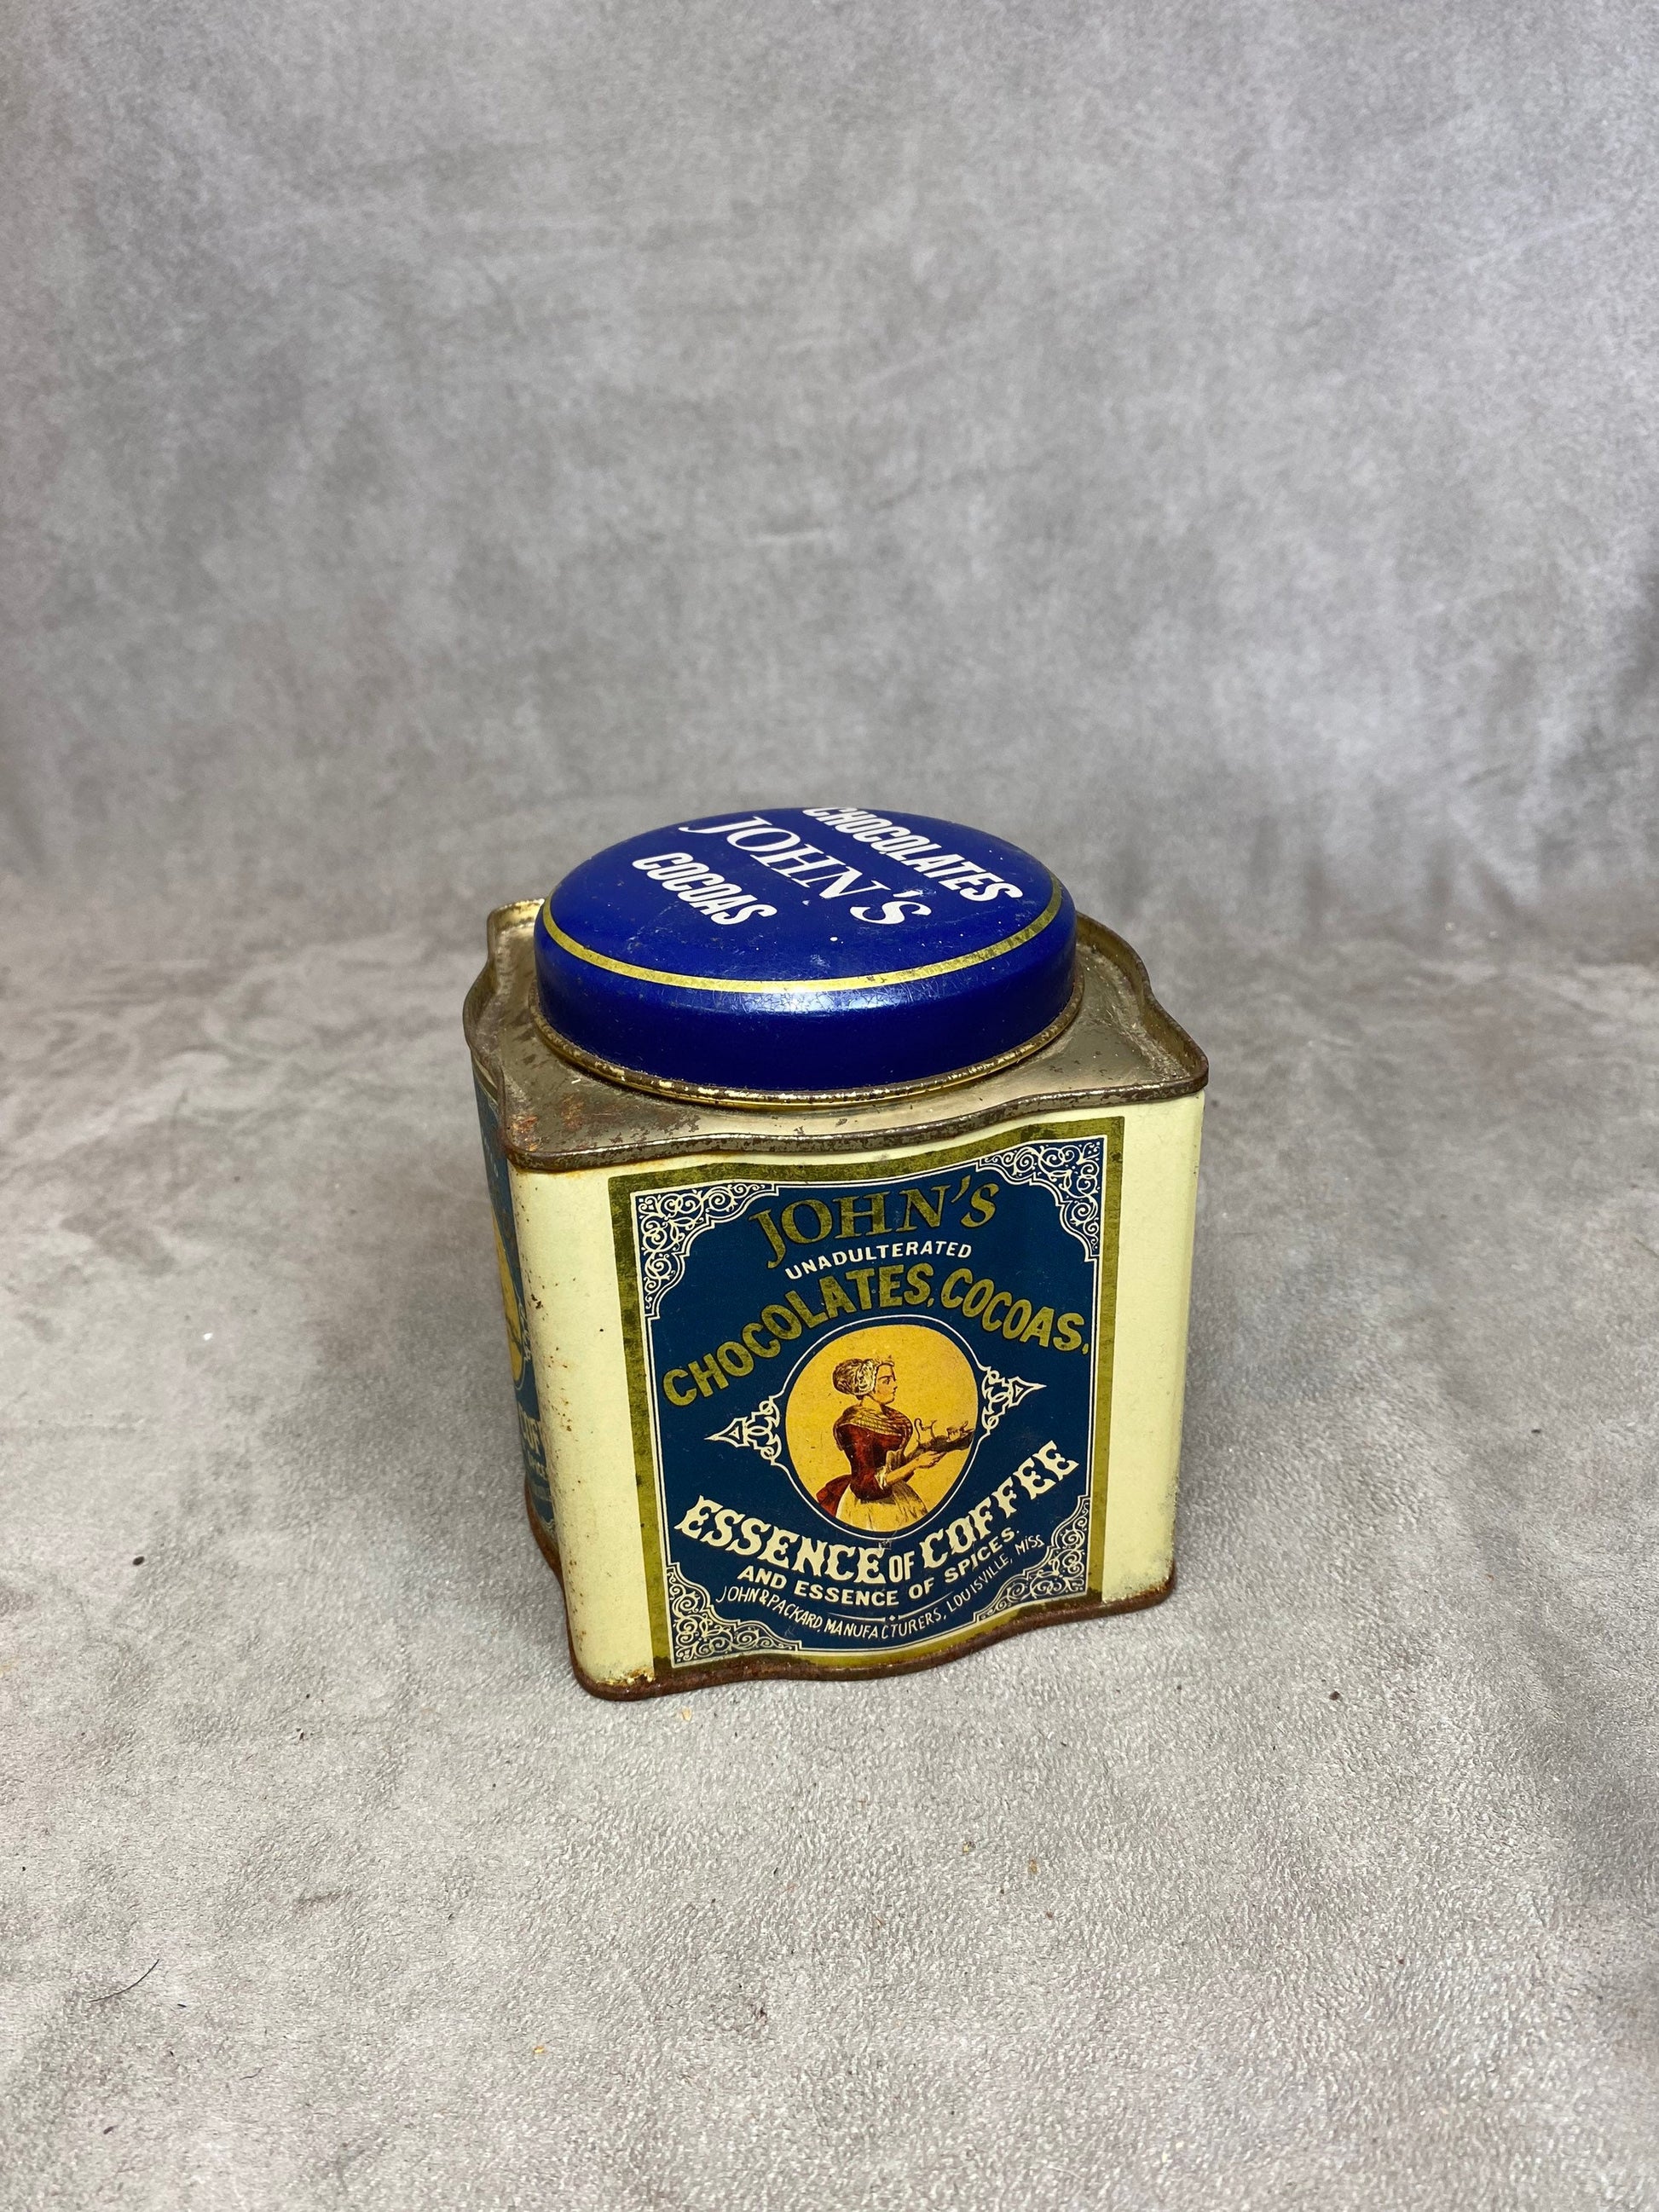 CHOCOLATES
JOHN'S
COCOAS
JOHN'S
UNADULTERATED
CHOCOLATES, COCOAS,
ESSENCE OF COFFEE
AND ESSENCE OF SPICES.
JOHN & PACKARD, MANUFACTURERS, LOUISVILLE, MISS